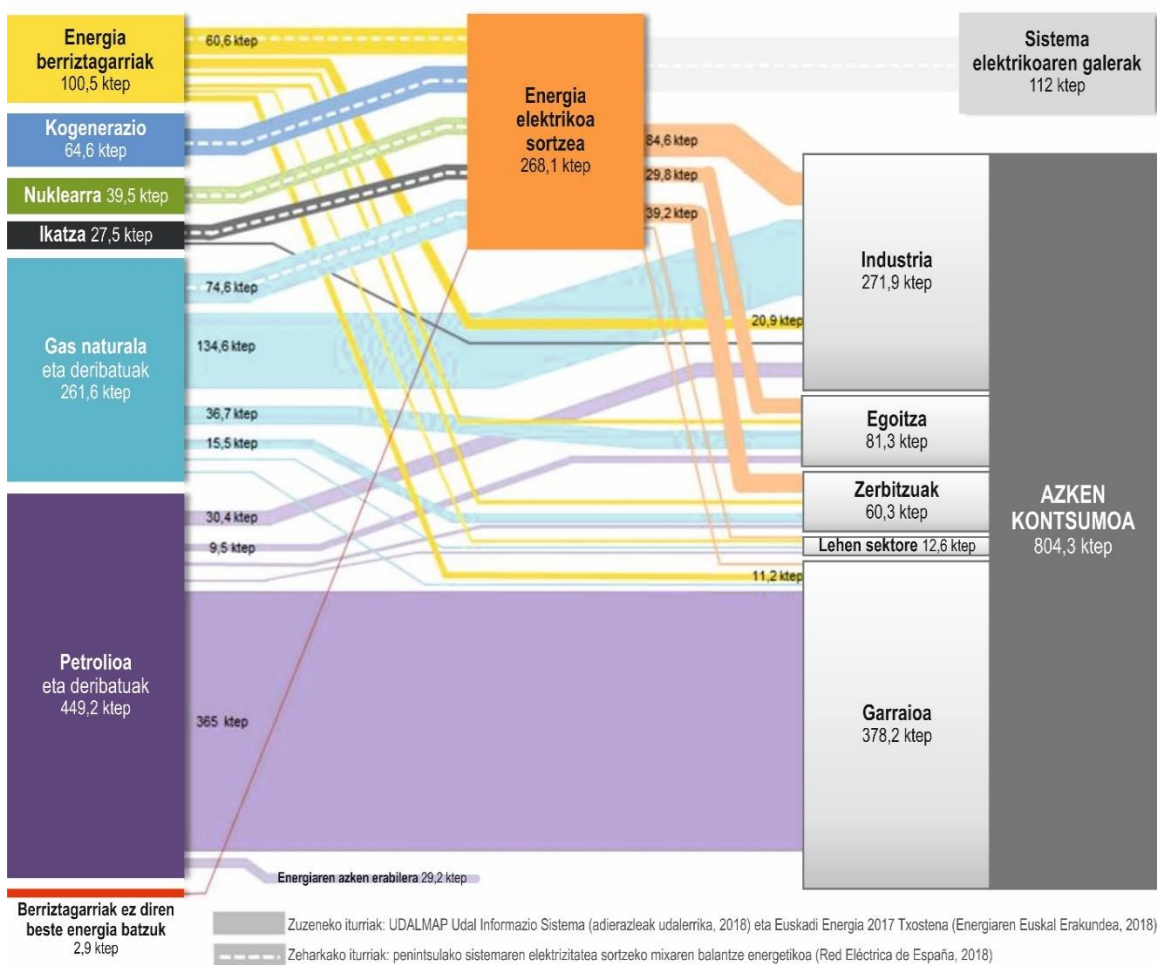 Energia
berriztagarriak
100,5 ktep
Kogenerazio
64,6 ktep
Nuklearra 39,5 ktep
Ikatza 27,5 ktep
Gas naturala
eta deribatuak
261,6 ktep
Petrolioa
eta deribatuak
449,2 ktep
Berriztagarriak ez diren
beste energia batzuk
2,9 ktep
60,6 ktep
74,6 ktep
134,6 ktep
36,7 ktep
15,5 ktep
30,4 ktep
9,5 ktep
365 ktep
Energiaren azken erabilera 29,2 ktep
Energia
elektrikoa
sortzea
268,1 ktep
84,6 ktep
29,8 ktep
39,2 ktep
20,9 ktep
11,2 ktep
Sistema
elektrikoaren galerak
112 ktep
Industria
271,9 ktep
Egoitza
81,3 ktep
Zerbitzuak
60,3 ktep
Lehen sektore 12,6 ktep
Garraioa
378,2 ktep
AZKEN
KONTSUMOA
804,3 ktep
Zuzeneko iturriak: UDALMAP Udal Informazio Sistema (adierazleak udalerrika, 2018) eta Euskadi Energia 2017 Txostena (Energiaren Euskal Erakundea, 2018)
Zeharkako iturriak: penintsulako sistemaren elektrizitatea sortzeko mixaren balantze energetikoa (Red Eléctrica de España, 2018)